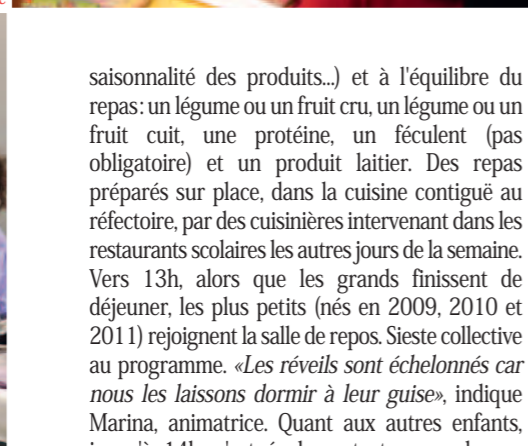 saisonnalité des produits...) et à l'équilibre du
repas: un légume ou un fruit cru, un légume ou un
fruit cuit, une protéine, un féculent (pas
obligatoire) et un produit laitier. Des repas
préparés sur place, dans la cuisine contiguë au
réfectoire, par des cuisinières intervenant dans les
restaurants scolaires les autres jours de la semaine.
Vers 13h, alors que les grands finissent de
déjeuner, les plus petits (nés en 2009, 2010 et
2011) rejoignent la salle de repos. Sieste collective
au programme. «Les réveils sont échelonnés car
nous les laissons dormir à leur guise», indique
Marina, animatrice. Quant aux autres enfants,